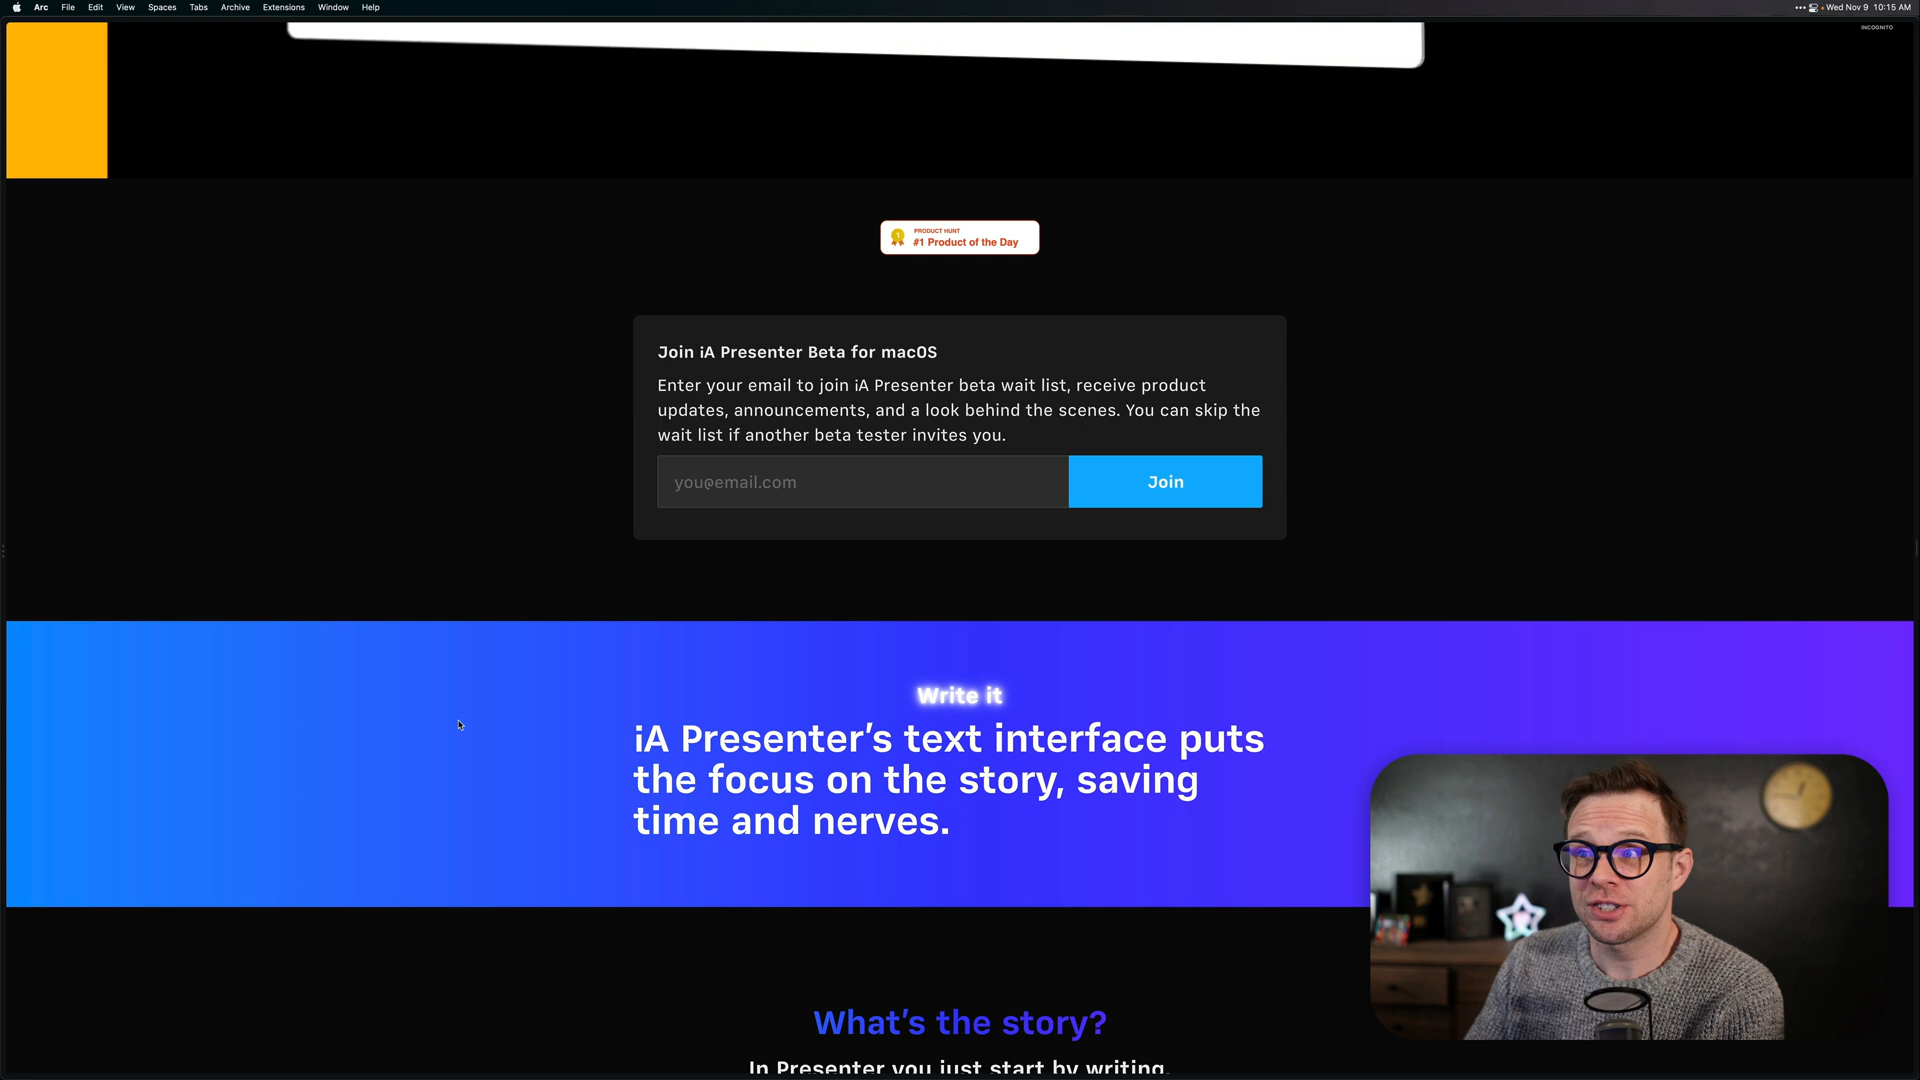 Arc File Edit View Spaces Tabs Archive Extensions Window Help
Wed Nov 9 10:15 AM
INCOGNITO
PRODUCT HUNT
1 #1 Product of the Day
Join iA Presenter Beta for macOS
Enter your email to join iA Presenter beta wait list, receive product
updates, announcements, and a look behind the scenes. You can skip the
wait list if another beta tester invites you.
you@email.com Join
Write it
iA Presenter’s text interface puts
the focus on the story, saving
time and nerves.
What’s the story?
In Presenter you just start by writing.